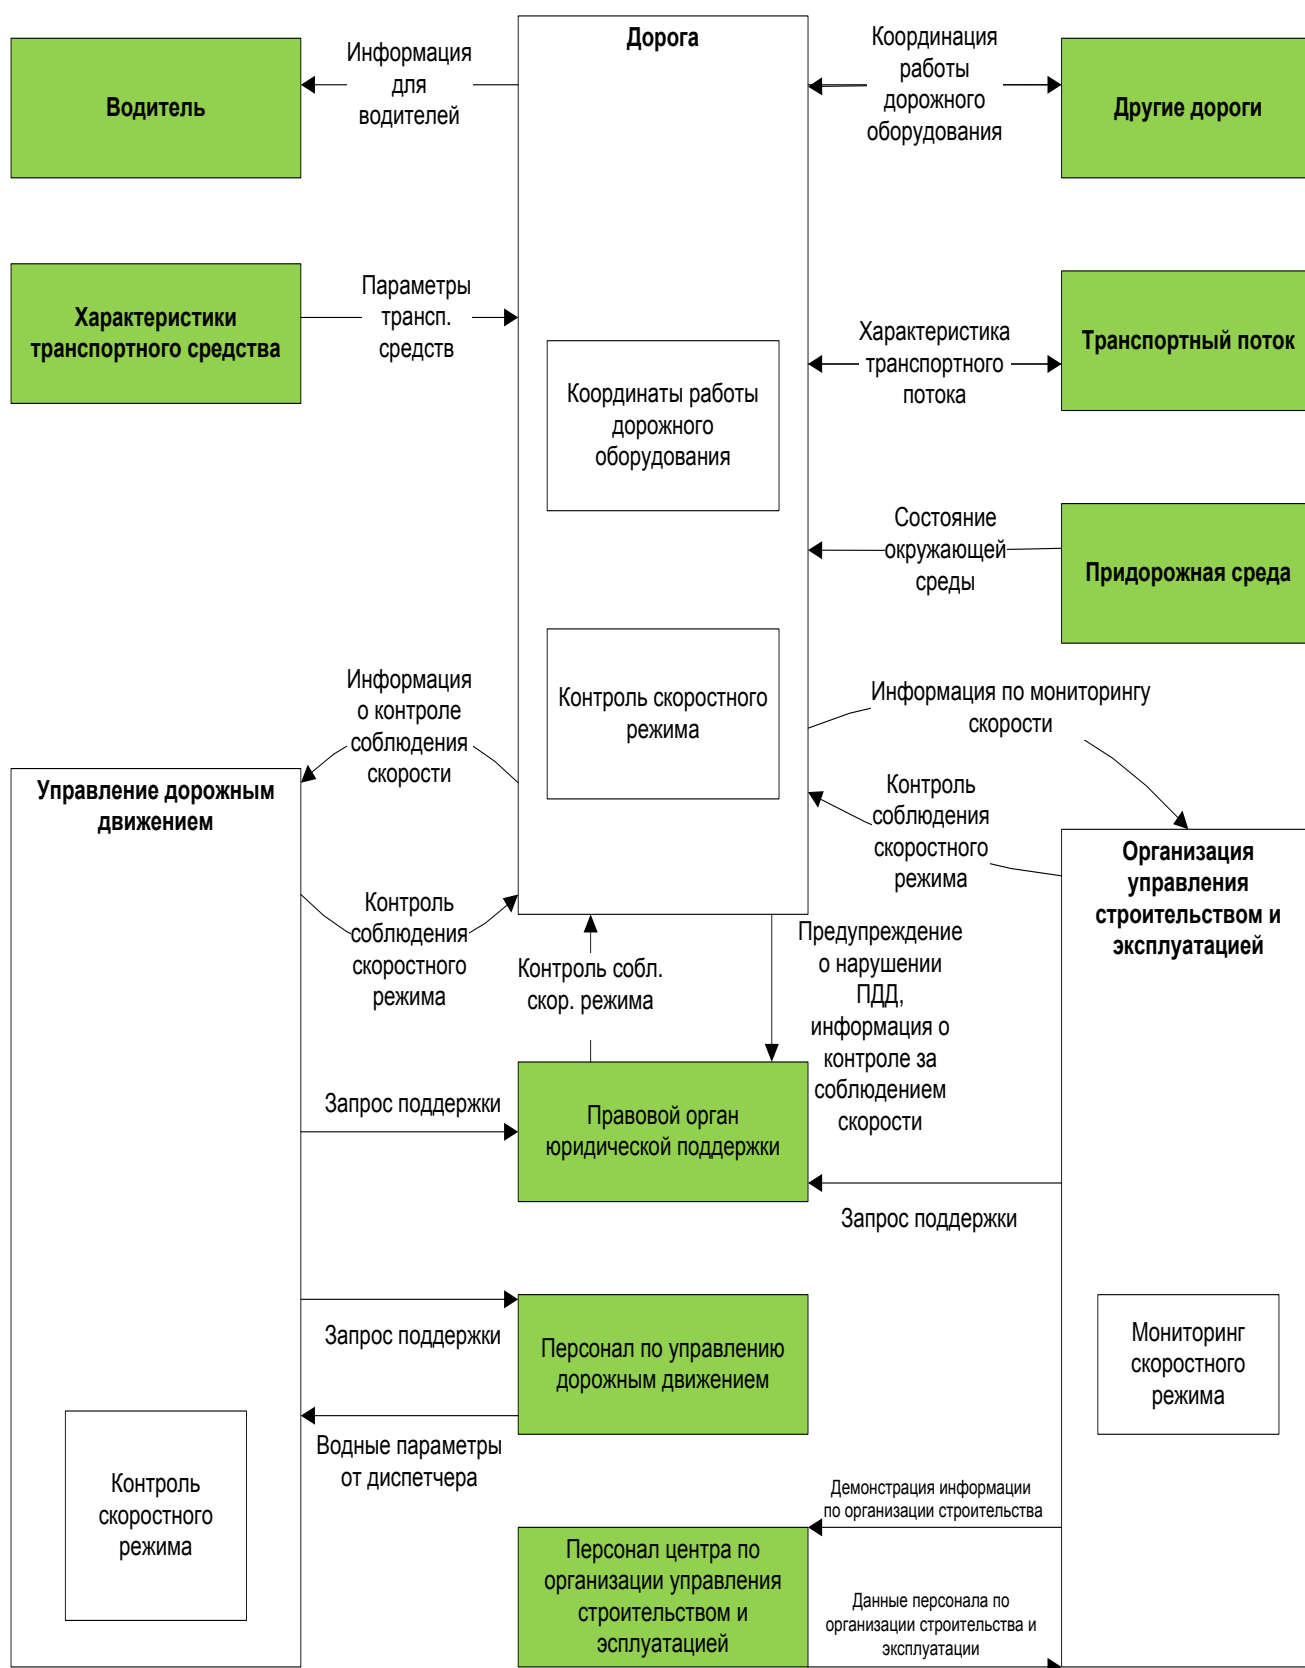 Водитель
Информация
для
водителей
Дорога
Координация
работы
дорожного
оборудования
Другие дороги
Характеристики
транспортного средства
Параметры
трансп.
средств
Координаты работы
дорожного
оборудования
Характеристика
транспортного
потока
Транспортный поток
Состояние
окружающей
среды
Придорожная среда
Контроль скоростного
режима
Информация
о контроле
соблюдения
скорости
Информация по мониторингу
скорости
Управление дорожным
движением
Контроль
соблюдения
скоростного
режима
Организация
управления
строительством и
эксплуатацией
Контроль
соблюдения
скоростного
режима
Контроль собл.
скор. режима
Предупреждение
о нарушении
ПДД,
информация о
контроле за
соблюдением
скорости
Запрос поддержки
Правовой орган
юридической поддержки
Запрос поддержки
Запрос поддержки
Персонал по управлению
дорожным движением
Мониторинг
скоростного
режима
Водные параметры
от диспетчера
Контроль
скоростного
режима
Демонстрация информации
по организации строительства
Персонал центра по
организации управления
строительством и
эсплуатацией
Данные персонала по
организации строительства и
эксплуатации